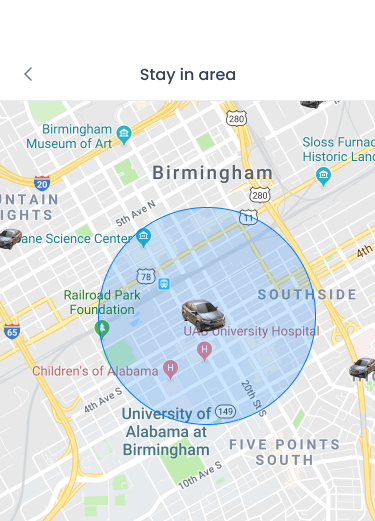 Stay in area
280
Birmingham
Museum of Art
Sloss Furnac
Historic Land
20
Birmingham
280
UNTAIN
IGHTS
5th Ave N
11
ane Science Center
4th
78
Railroad Park
Foundation
SOUTHSIDE
65
UAB University Hospital
H
H
Children's of Alabama
4th Ave S
20th St S
University of
Alabama at
Birmingham
149
FIVE POINTS
SOUTH
10th Ave S